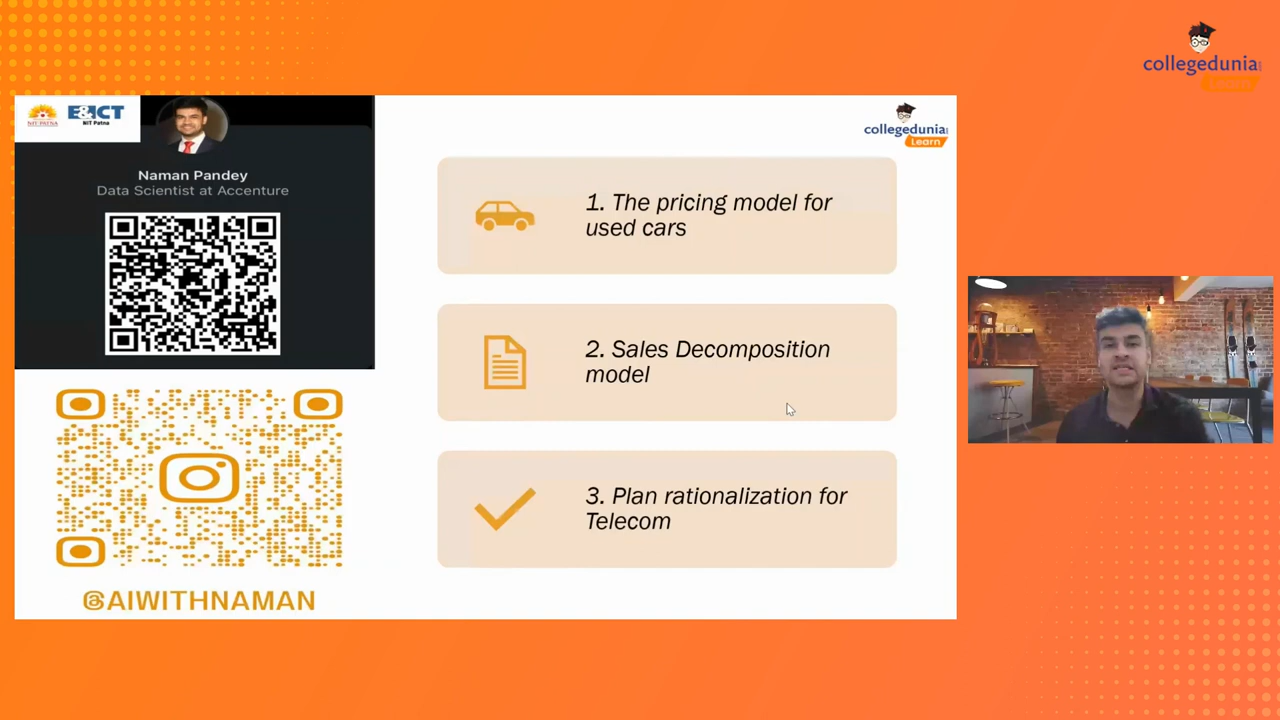 collegedunia
Learn
E&ICT
NIT PATNA
NIT Patna
Naman Pandey
Data Scientist at Accenture
@AIWITHNAMAN
collegedunia
Learn
1. The pricing model for
used cars
2. Sales Decomposition
model
3. Plan rationalization for
Telecom